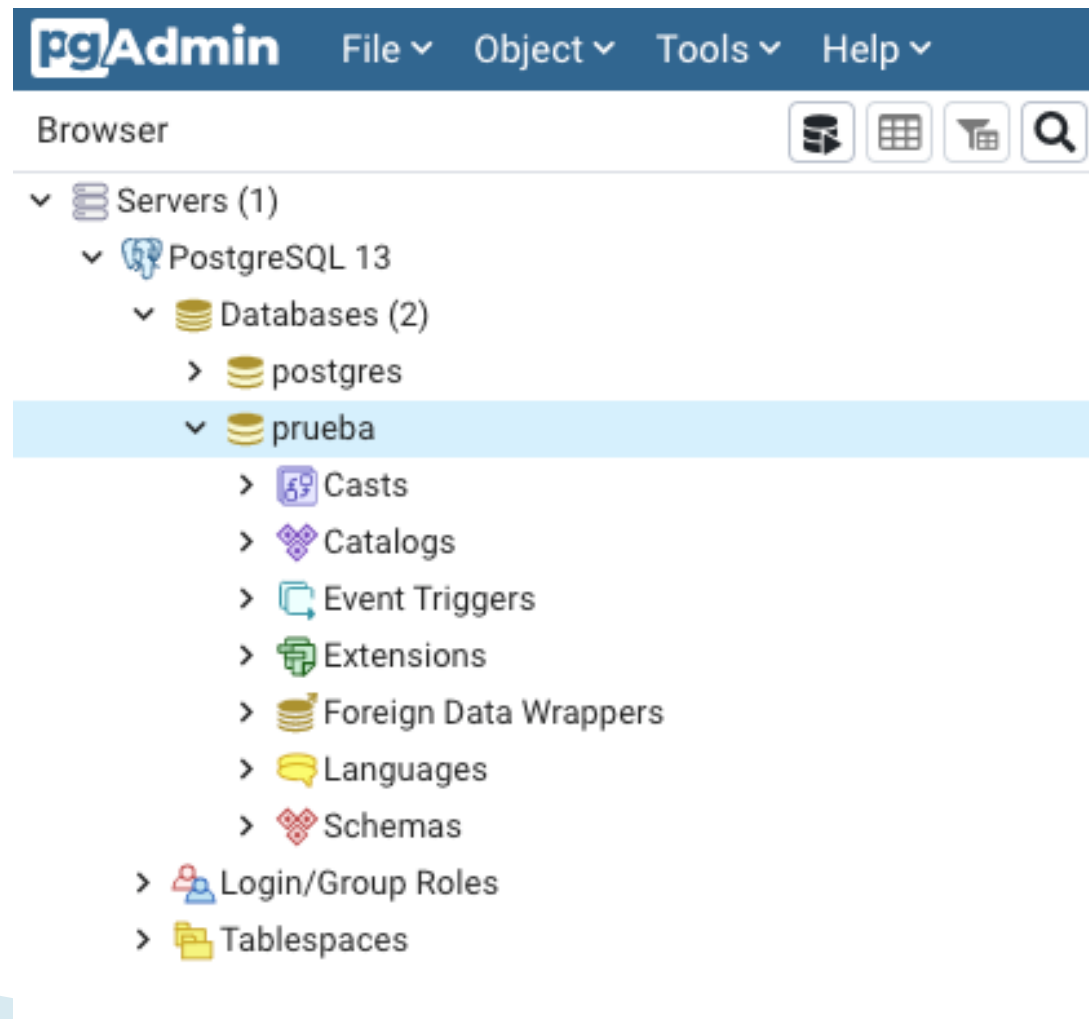 pgAdmin File Object Tools Help
Browser
Servers (1)
PostgreSQL 13
Databases (2)
postgres
prueba
Casts
Catalogs
Event Triggers
Extensions
Foreign Data Wrappers
Languages
Schemas
Login/Group Roles
Tablespaces